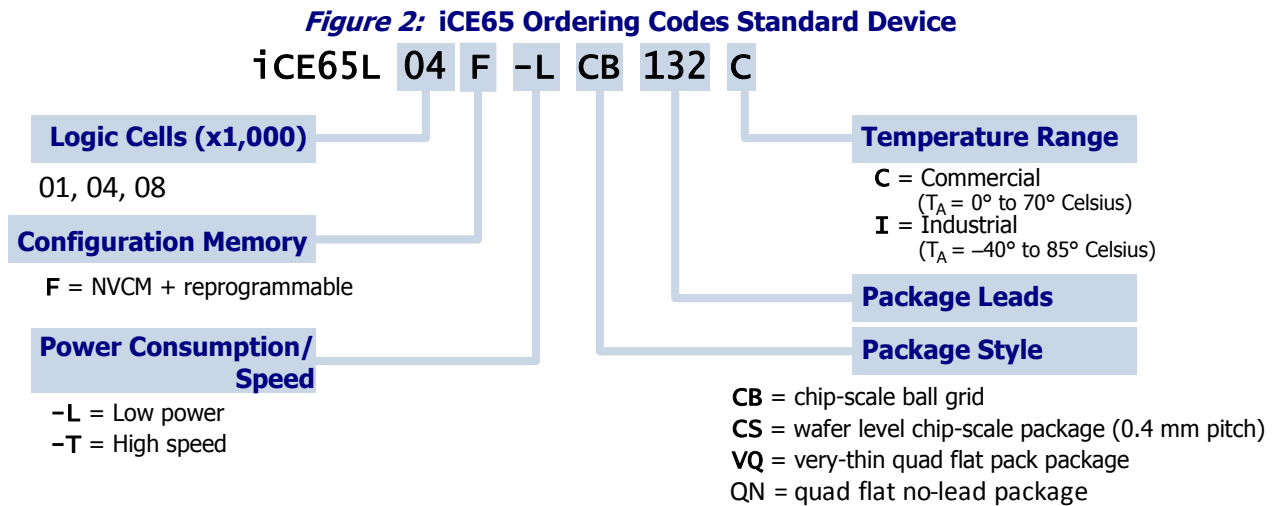 Figure 2: iCE65 Ordering Codes Standard Device
iCE65L 04 F -L CB 132 C
Logic Cells (x1,000)
01, 04, 08
Configuration Memory
F = NVCM + reprogrammable
Power Consumption/
Speed
-L = Low power
-T = High speed
Temperature Range
C = Commercial
(TA = 0° to 70° Celsius)
I = Industrial
(TA = –40° to 85° Celsius)
Package Leads
Package Style
CB = chip-scale ball grid
CS = wafer level chip-scale package (0.4 mm pitch)
VQ = very-thin quad flat pack package
QN = quad flat no-lead package